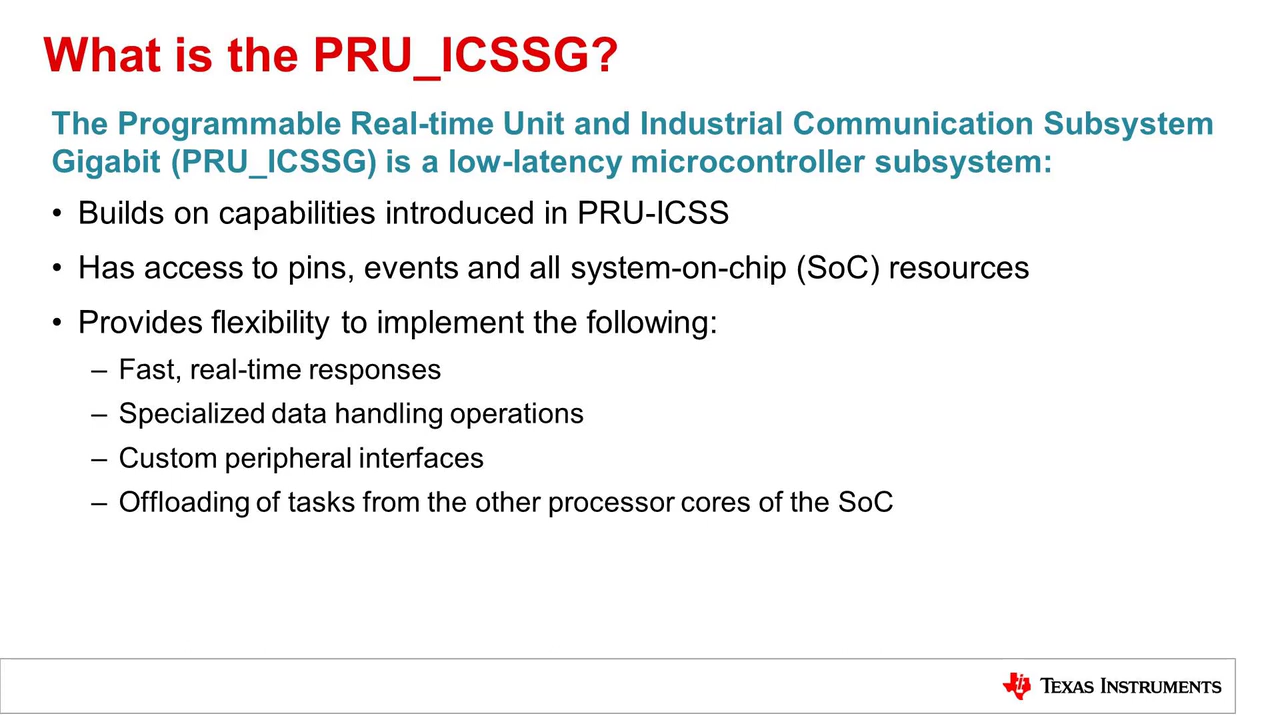 What is the PRU_ICSSG?
The Programmable Real-time Unit and Industrial Communication Subsystem
Gigabit (PRU_ICSSG) is a low-latency microcontroller subsystem:
• Builds on capabilities introduced in PRU-ICSS
• Has access to pins, events and all system-on-chip (SoC) resources
• Provides flexibility to implement the following:
– Fast, real-time responses
– Specialized data handling operations
– Custom peripheral interfaces
– Offloading of tasks from the other processor cores of the SoC
TEXAS INSTRUMENTS